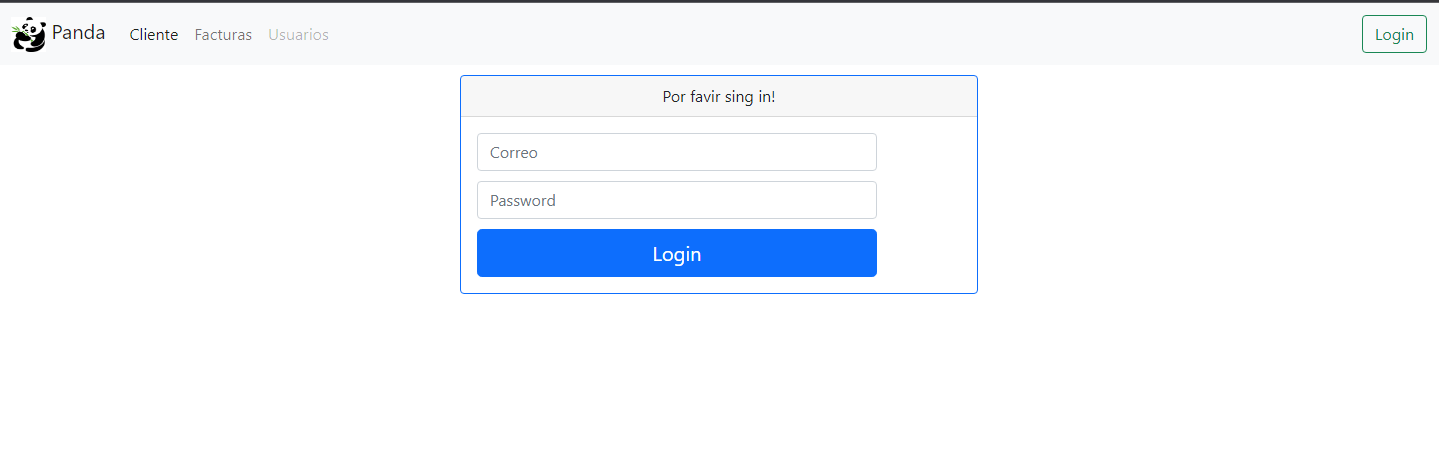 Panda Cliente Facturas Usuarios Login
Por favir sing in!
Correo
Password
Login